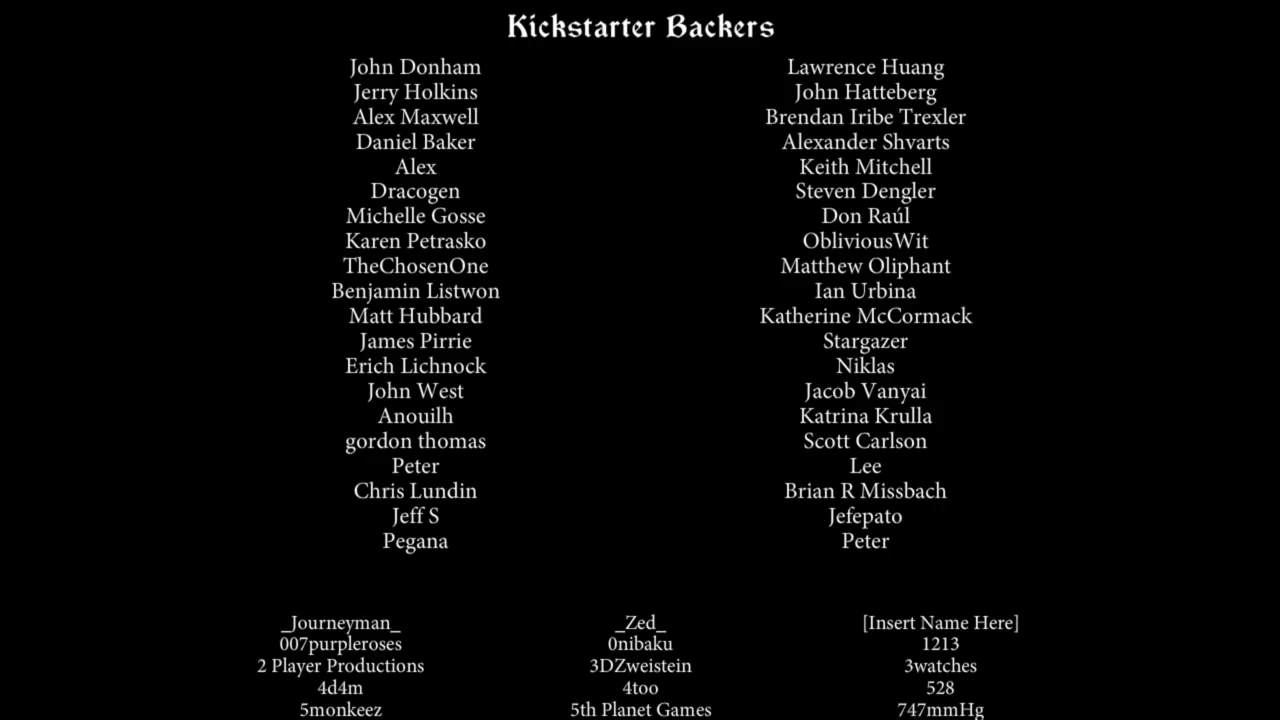 Kickstarter Backers
John Donham Lawrence Huang
Jerry Holkins John Hatteberg
Alex Maxwell Brendan Iribe Trexler
Daniel Baker Alexander Shvarts
Alex Keith Mitchell
Dracogen Steven Dengler
Michelle Gosse Don Raúl
Karen Petrasko ObliviousWit
TheChosenOne Matthew Oliphant
Benjamin Listwon Ian Urbina
Matt Hubbard Katherine McCormack
James Pirrie Stargazer
Erich Lichnock Niklas
John West Jacob Vanyai
Anouilh Katrina Krulla
gordon thomas Scott Carlson
Peter Lee
Chris Lundin Brian R Missbach
Jeff S Jefepato
Pegana Peter
_Journeyman_ _Zed_ [Insert Name Here]
007purpleroses 0nibaku 1213
2 Player Productions 3DZweistein 3watches
4d4m 4too 528
5monkeez 5th Planet Games 747mmHg